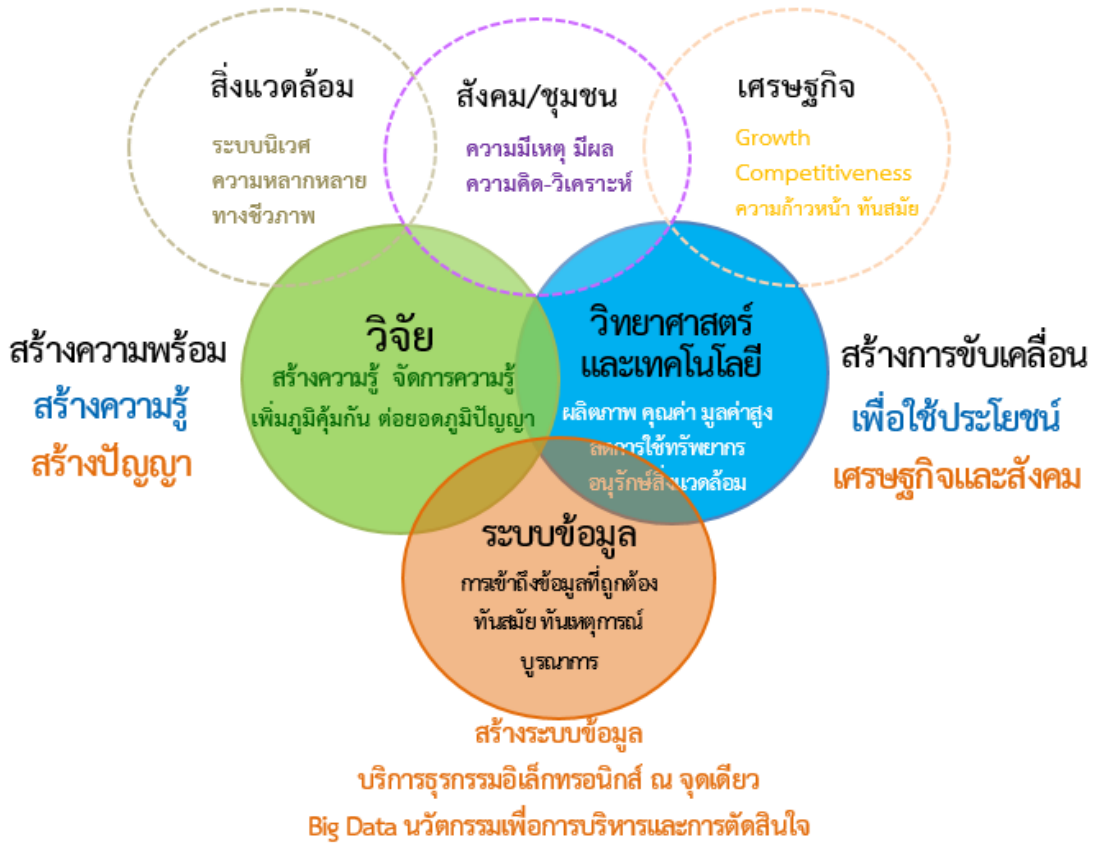 สิ่งแวดล้อม
ระบบนิเวศ
ความหลากหลาย
ทางชีวภาพ
สังคม/ชุมชน
ความมีเหตุ มีผล
ความคิด-วิเคราะห์
เศรษฐกิจ
Growth
Competitiveness
ความก้าวหน้า ทันสมัย
สร้างความพร้อม
สร้างความรู้
สร้างปัญญา
วิจัย
สร้างความรู้ จัดการความรู้
เพิ่มภูมิคุ้มกัน ต่อยอดภูมิปัญญา
วิทยาศาสตร์
และเทคโนโลยี
ผลิตภาพ คุณค่า มูลค่าสูง
ลดการใช้ทรัพยากร
อนุรักษ์สิ่งแวดล้อม
สร้างการขับเคลื่อน
เพื่อใช้ประโยชน์
เศรษฐกิจและสังคม
ระบบข้อมูล
การเข้าถึงข้อมูลที่ถูกต้อง
ทันสมัย ทันเหตุการณ์
บูรณาการ
สร้างระบบข้อมูล
บริการธุรกรรมอิเล็กทรอนิกส์ ณ จุดเดียว
Big Data นวัตกรรมเพื่อการบริหารและการตัดสินใจ